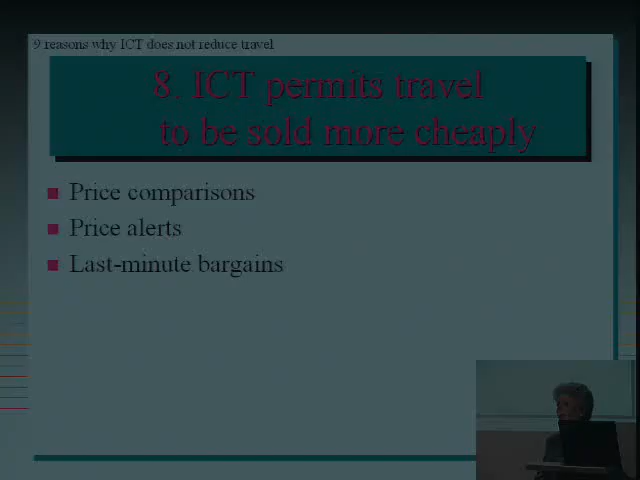 9 reasons why ICT does not reduce travel
8. ICT permits travel
to be sold more cheaply
Price comparisons
Price alerts
Last-minute bargains